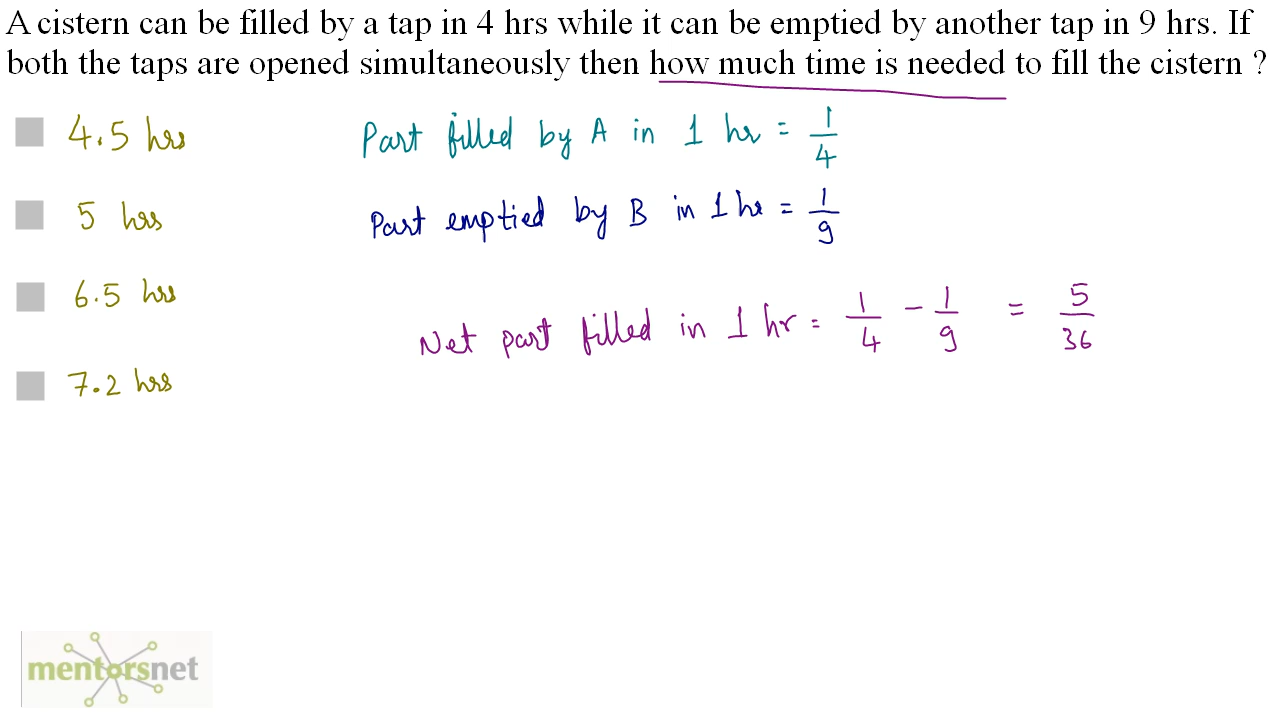 A cistern can be filled by a tap in 4 hrs while it can be emptied by another tap in 9 hrs. If
both the taps are opened simultaneously then how much time is needed to fill the cistern ?
4.5 hrs
5 hrs
6.5 hrs
7.2 hrs
Part filled by A in 1 hr = 1/4
Part emptied by B in 1 hr = 1/9
Net part filled in 1 hr = 1/4 - 1/9 = 5/36
mentorsnet